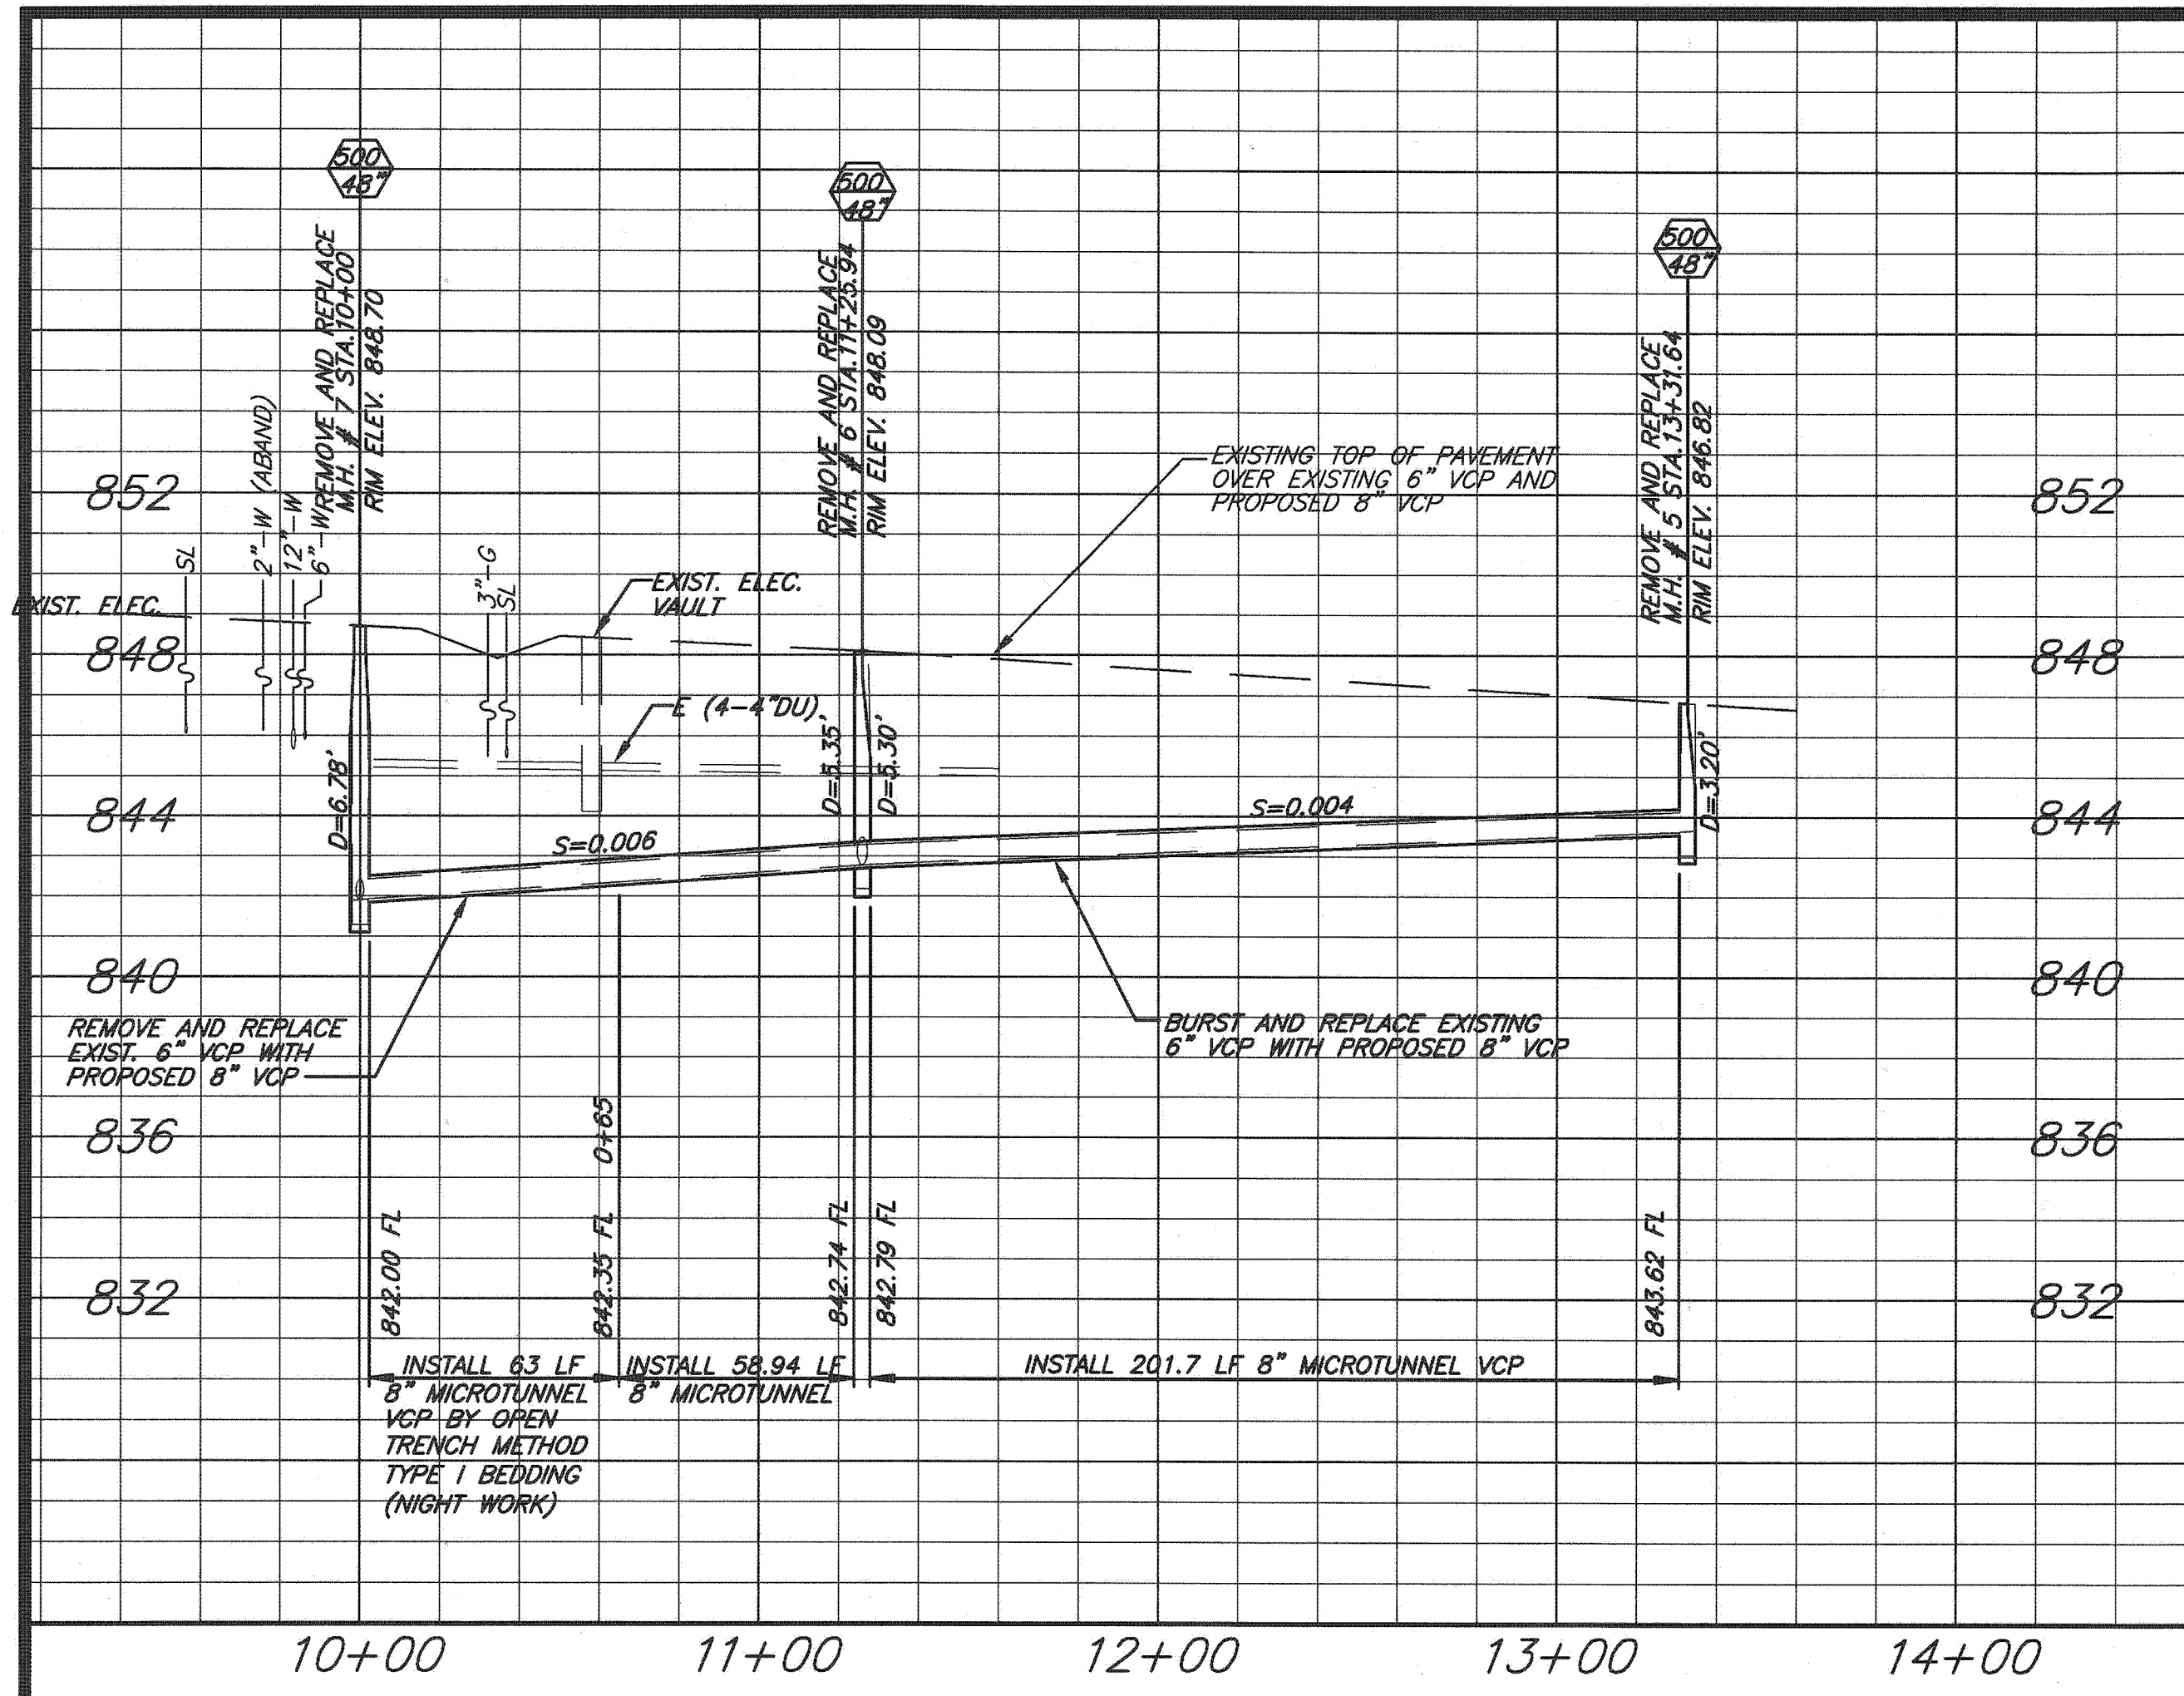 500
48"
500
48"
500
48"
REMOVE AND REPLACE
M.H. # 7 STA.10+00
RIM ELEV. 848.70
REMOVE AND REPLACE
M.H. # 6 STA.11+25.94
RIM ELEV. 848.09
REMOVE AND REPLACE
M.H. # 5 STA.13+31.64
RIM ELEV. 846.82
SL
2"-W (ABAND)
12"-W
6"-W
3"-G
SL
EXIST. ELEC.
EXIST. ELEC.
VAULT
EXISTING TOP OF PAVEMENT
OVER EXISTING 6" VCP AND
PROPOSED 8" VCP
E (4-4"DU)
D=6.78'
D=5.35'
D=5.30'
D=3.20'
S=0.006
S=0.004
852
848
844
840
836
832
852
848
844
840
836
832
REMOVE AND REPLACE
EXIST. 6" VCP WITH
PROPOSED 8" VCP
BURST AND REPLACE EXISTING
6" VCP WITH PROPOSED 8" VCP
842.00 FL
842.35 FL 0+65
842.74 FL
842.79 FL
843.62 FL
INSTALL 63 LF
8" MICROTUNNEL
VCP BY OPEN
TRENCH METHOD
TYPE I BEDDING
(NIGHT WORK)
INSTALL 58.94 LF
8" MICROTUNNEL
INSTALL 201.7 LF 8" MICROTUNNEL VCP
10+00
11+00
12+00
13+00
14+00